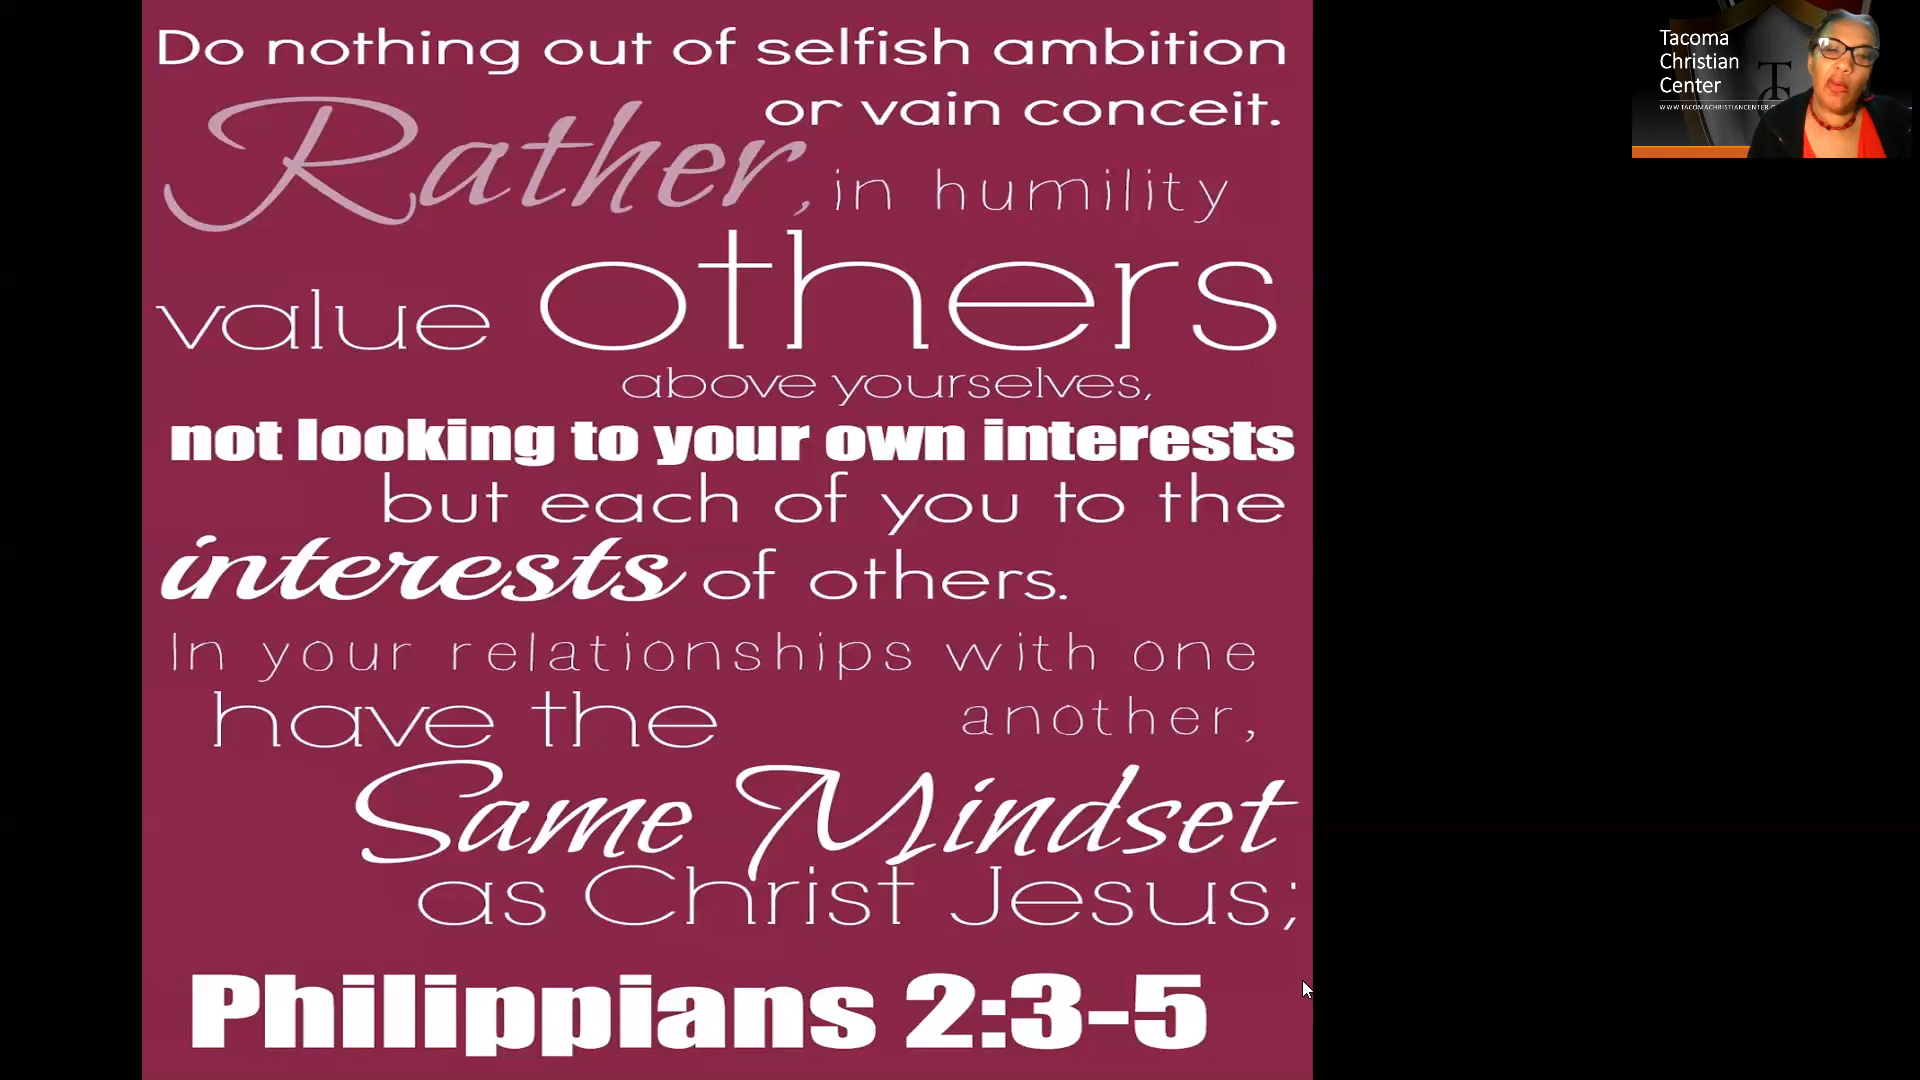 Do nothing out of selfish ambition
or vain conceit.
Rather, in humility
value others
above yourselves,
not looking to your own interests
but each of you to the
interests of others.
In your relationships with one
another,
have the
Same Mindset
as Christ Jesus;
Philippians 2:3-5
Tacoma
Christian
Center